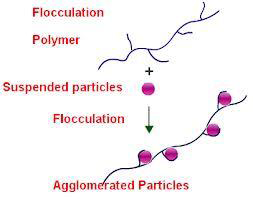 Flocculation
Polymer
+
Suspended particles
Flocculation
Agglomerated Particles